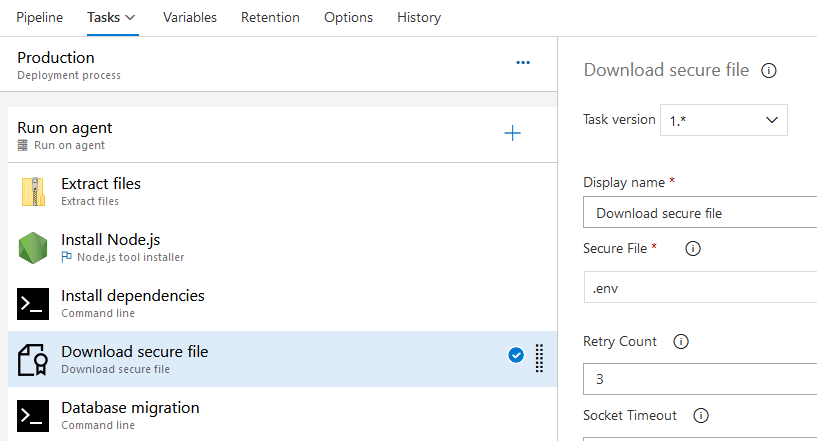 Pipeline Tasks Variables Retention Options History
Production
Deployment process
Run on agent
Run on agent
Extract files
Extract files
Install Node.js
Node.js tool installer
Install dependencies
Command line
Download secure file
Download secure file
Database migration
Command line
Download secure file
Task version 1.*
Display name *
Download secure file
Secure File *
.env
Retry Count
3
Socket Timeout